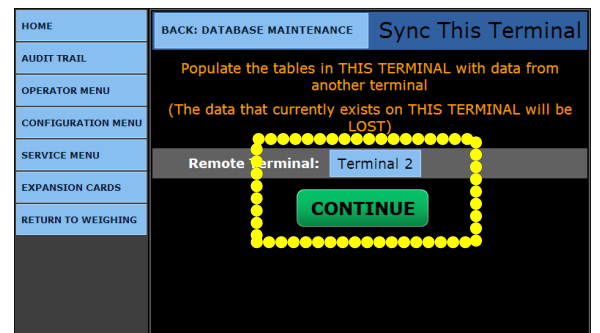 HOME
AUDIT TRAIL
OPERATOR MENU
CONFIGURATION MENU
SERVICE MENU
EXPANSION CARDS
RETURN TO WEIGHING
BACK: DATABASE MAINTENANCE
Sync This Terminal
Populate the tables in THIS TERMINAL with data from
another terminal
(The data that currently exists on THIS TERMINAL will be
LOST)
Remote Terminal: Terminal 2
CONTINUE